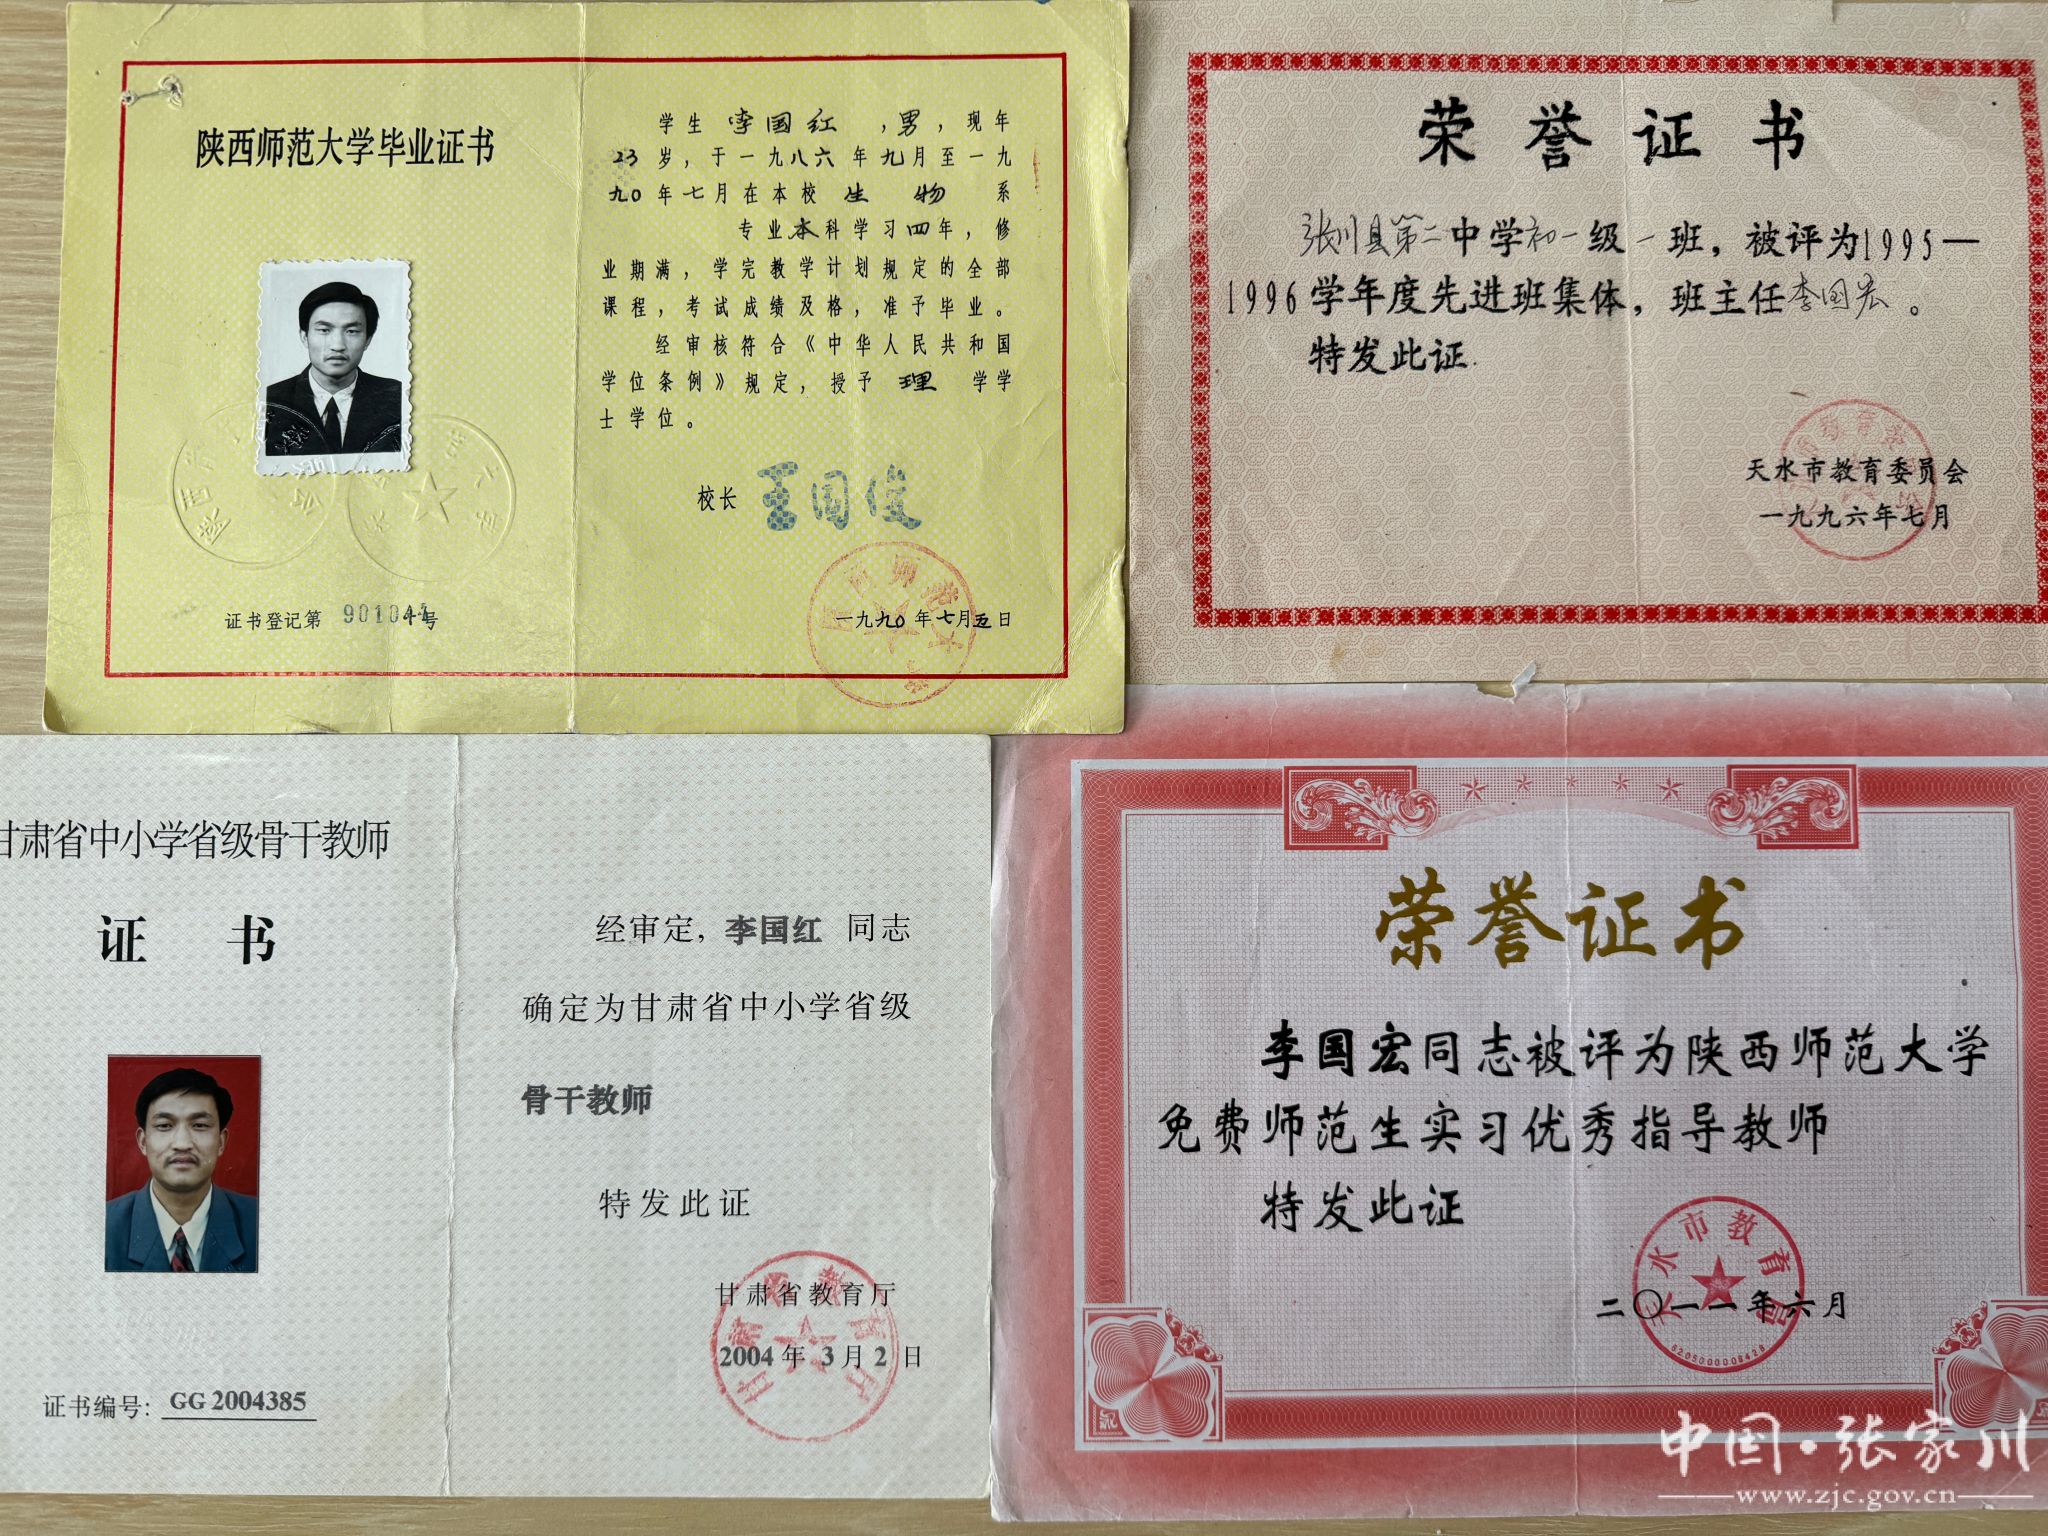 陕西师范大学毕业证书
学生 李国红 ,男,现年
23岁,于一九八六年九月至一九
九〇年七月在本校 生 物 系
专业本科学习四年,修
业期满,学完教学计划规定的全部
课程,考试成绩及格,准予毕业。
经审核符合《中华人民共和国
学位条例》规定,授予 理 学学
士学位。
校长
证书登记第 号
一九九〇年七月五日
荣誉证书
张川县第二中学初一级一班,被评为1995—
1996学年度先进班集体,班主任李国宏。
特发此证.
天水市教育委员会
一九九六年七月
甘肃省中小学省级骨干教师
证 书
证书编号: GG 2004385
经审定, 李国红 同志
确定为甘肃省中小学省级
骨干教师
特发此证
甘肃省教育厅
2004年 3月 2 日
荣誉证书
李国宏同志被评为陕西师范大学
免费师范生实习优秀指导教师
特发此证
天水市教育局
二〇一一年六月
中国·张家川
www.zjc.gov.cn